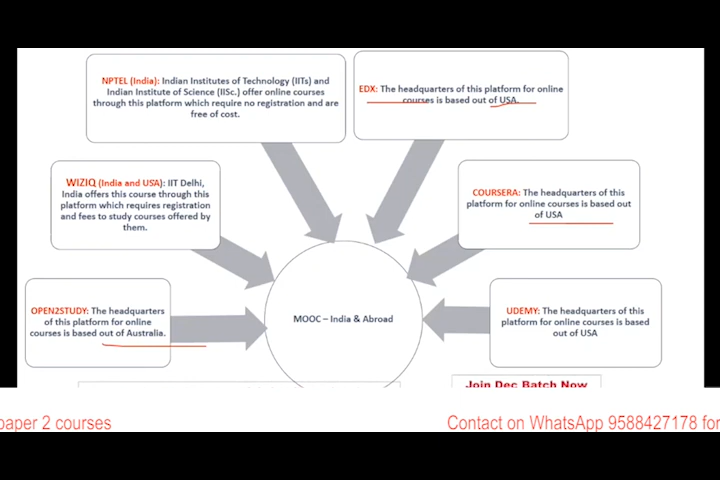 NPTEL (India): Indian Institutes of Technology (IITs) and
Indian Institute of Science (IISc.) offer online courses
through this platform which require no registration and are
free of cost.
EDX: The headquarters of this platform for online
courses is based out of USA.
WIZIQ (India and USA): IIT Delhi,
India offers this course through this
platform which requires registration
and fees to study courses offered by
them.
COURSERA: The headquarters of this
platform for online courses is based out
of USA
OPEN2STUDY: The headquarters
of this platform for online
courses is based out of Australia.
MOOC – India & Abroad
UDEMY: The headquarters of this
platform for online courses is based
out of USA
Join Dec Batch Now
paper 2 courses
Contact on WhatsApp 9588427178 for